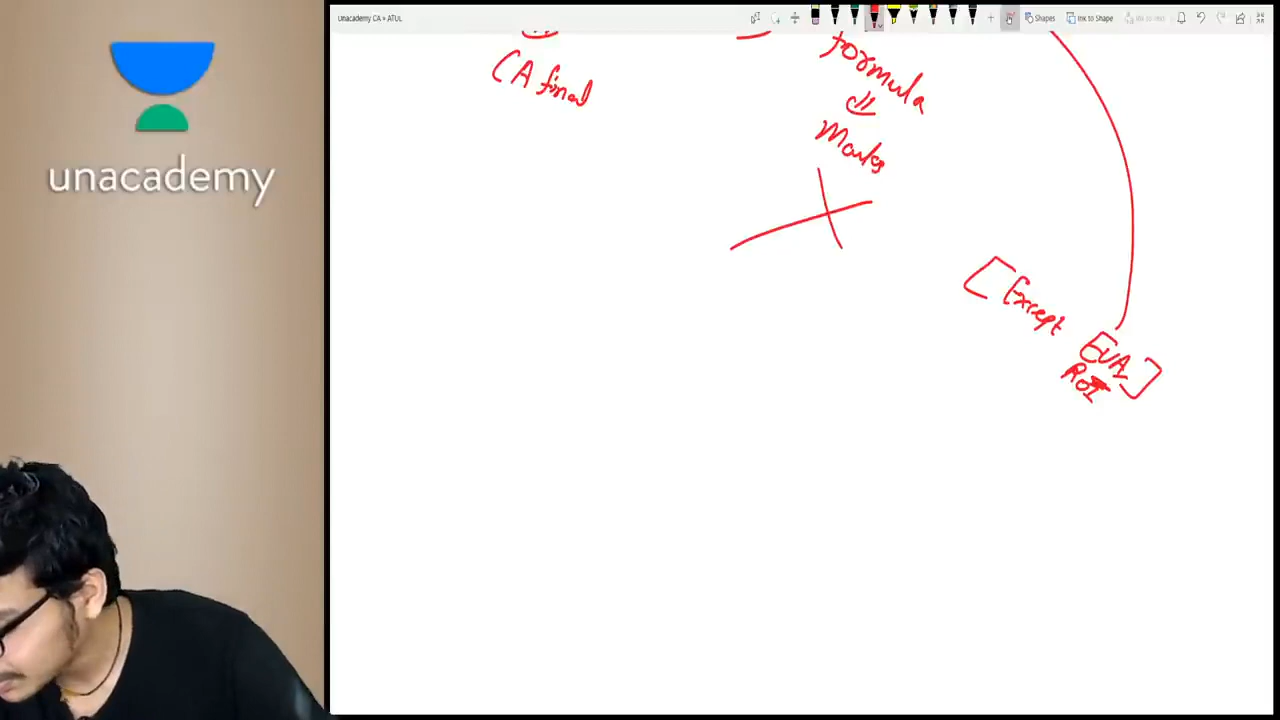 Unacademy CA » ATUL
Shapes
Ink to Shape
unacademy
CA final
formula
Marks
[Except
EVA
ROI]